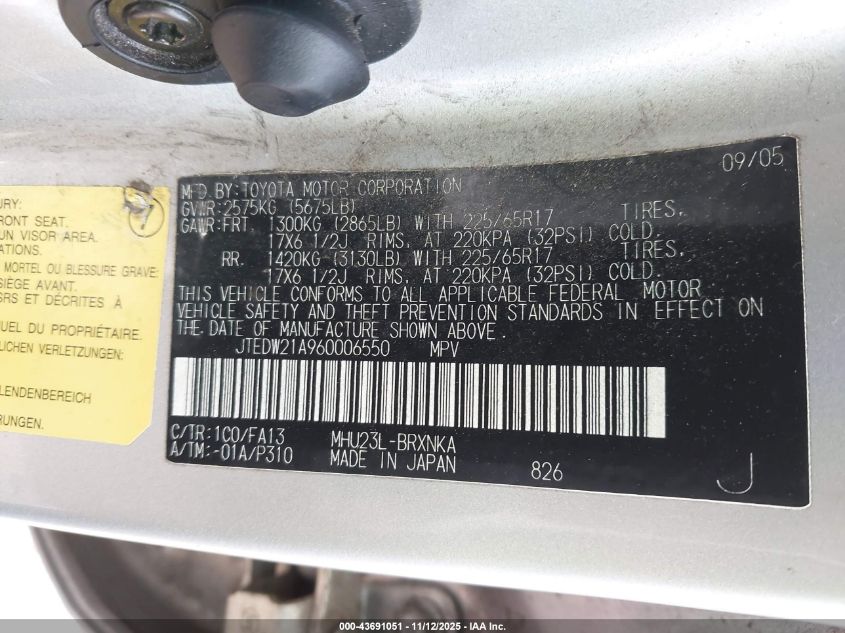 URY:
RONT SEAT.
UN VISOR AREA.
ATIONS.
MORTEL OU BLESSURE GRAVE:
SIÈGE AVANT.
SRS ET DÉCRITES À
NUEL DU PROPRIÉTAIRE.
LICHEN VERLETZUNGEN.
LENDENBEREICH
RUNGEN.
09/05
MFD. BY: TOYOTA MOTOR CORPORATION
GVWR: 2575KG (5675LB)
GAWR: FRT. 1300KG (2865LB) WITH 225/65R17 TIRES,
17X6 1/2J RIMS, AT 220KPA (32PSI) COLD.
RR. 1420KG (3130LB) WITH 225/65R17 TIRES,
17X6 1/2J RIMS, AT 220KPA (32PSI) COLD.
THIS VEHICLE CONFORMS TO ALL APPLICABLE FEDERAL MOTOR
VEHICLE SAFETY AND THEFT PREVENTION STANDARDS IN EFFECT ON
THE DATE OF MANUFACTURE SHOWN ABOVE.
JTEDW21A960006550 MPV
C/TR: 1C0/FA13 MHU23L-BRXNKA
A/TM: -01A/P310 MADE IN JAPAN 826 J
000-43691051 - 11/12/2025 - IAA Inc.